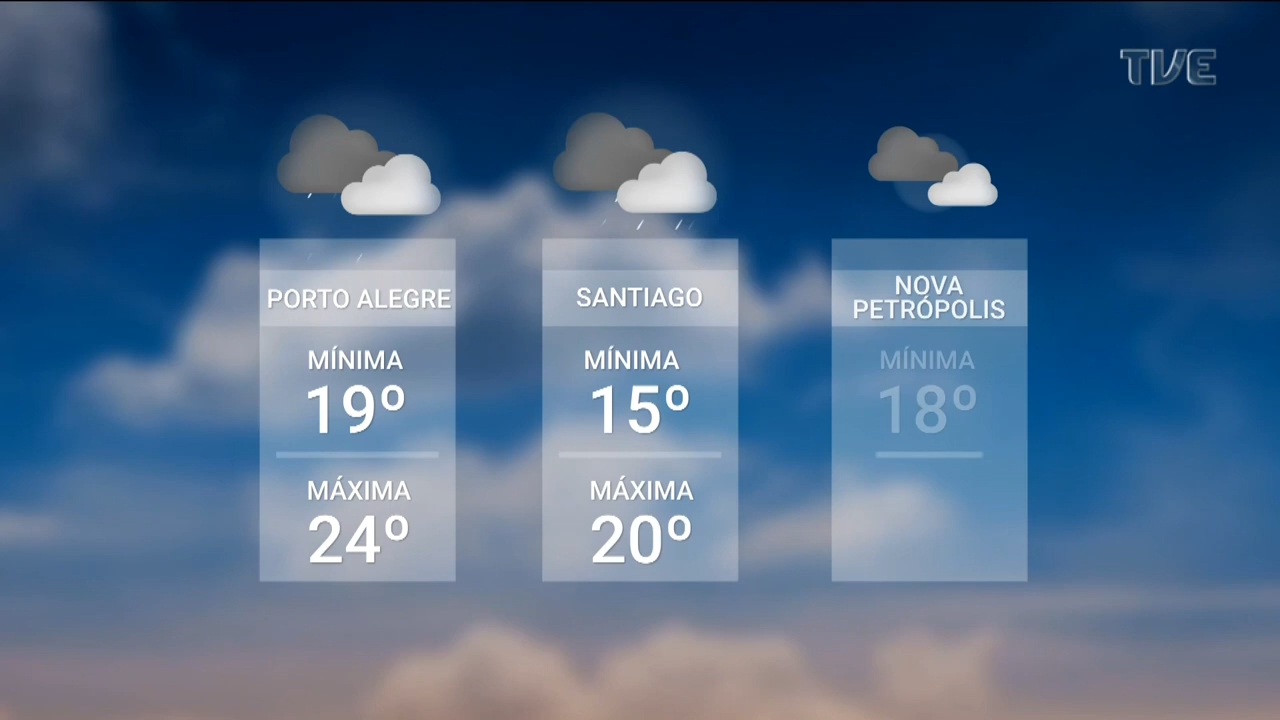 TVE
PORTO ALEGRE
MÍNIMA
19º
MÁXIMA
24º
SANTIAGO
MÍNIMA
15º
MÁXIMA
20º
NOVA
PETRÓPOLIS
MÍNIMA
18º